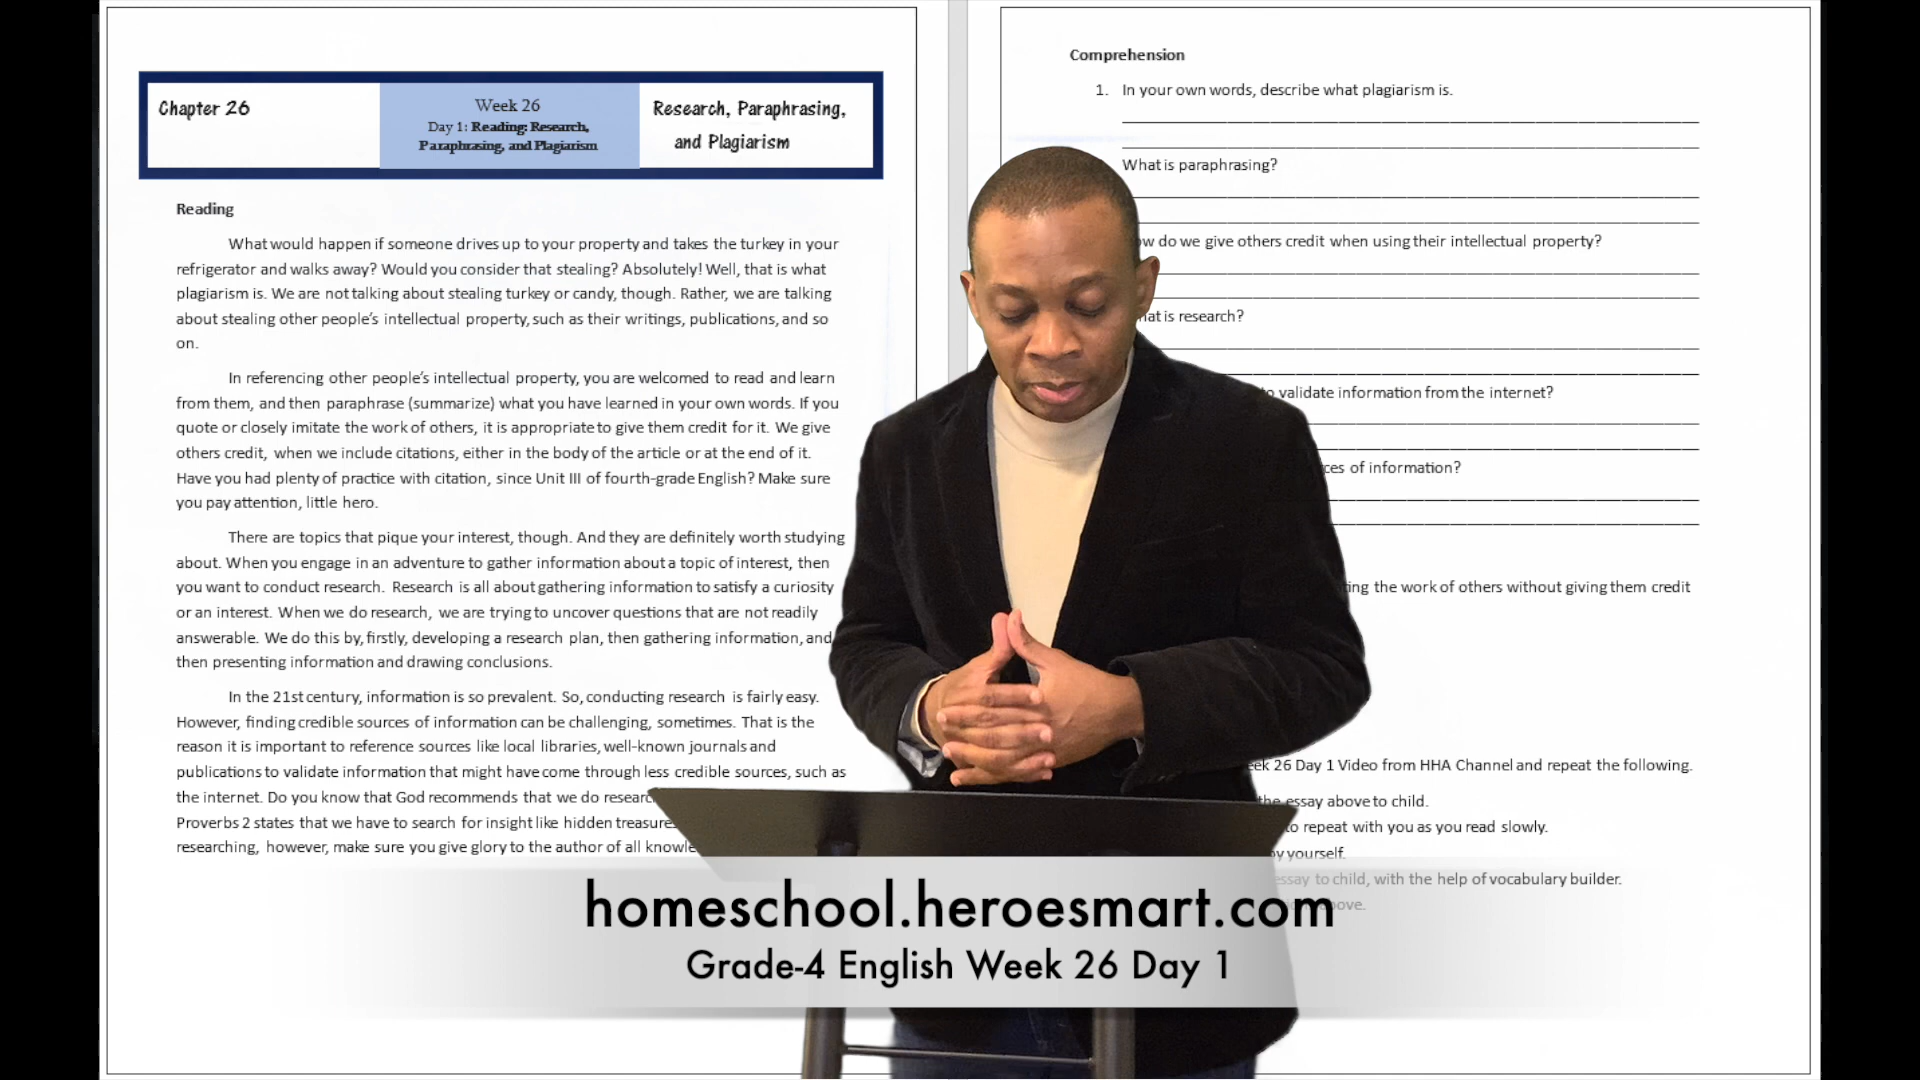 Chapter 26
Week 26
Day 1: Reading: Research,
Paraphrasing, and Plagiarism
Research, Paraphrasing,
and Plagiarism
Reading
What would happen if someone drives up to your property and takes the turkey in your
refrigerator and walks away? Would you consider that stealing? Absolutely! Well, that is what
plagiarism is. We are not talking about stealing turkey or candy, though. Rather, we are talking
about stealing other people's intellectual property, such as their writings, publications, and so
on.
In referencing other people's intellectual property, you are welcomed to read and learn
from them, and then paraphrase (summarize) what you have learned in your own words. If you
quote or closely imitate the work of others, it is appropriate to give them credit for it. We give
others credit, when we include citations, either in the body of the article or at the end of it.
Have you had plenty of practice with citation, since Unit III of fourth-grade English? Make sure
you pay attention, little hero.
There are topics that pique your interest, though. And they are definitely worth studying
about. When you engage in an adventure to gather information about a topic of interest, then
you want to conduct research. Research is all about gathering information to satisfy a curiosity
or an interest. When we do research, we are trying to uncover questions that are not readily
answerable. We do this by, firstly, developing a research plan, then gathering information, and
then presenting information and drawing conclusions.
In the 21st century, information is so prevalent. So, conducting research is fairly easy.
However, finding credible sources of information can be challenging, sometimes. That is the
reason it is important to reference sources like local libraries, well-known journals and
publications to validate information that might have come through less credible sources, such as
the internet. Do you know that God recommends that we do
Proverbs 2 states that we have to search for insight like hidden
researching, however, make sure you give glory to the author of all
Comprehension
1. In your own words, describe what plagiarism is.
What is paraphrasing?
do we give others credit when using their intellectual property?
is research?
validate information from the internet?
of information?
the work of others without giving them credit
26 Day 1 Video from HHA Channel and repeat the following.
the essay above to child.
to repeat with you as you read slowly.
by yourself.
essay to child, with the help of vocabulary builder.
above.
homeschool.heroesmart.com
Grade-4 English Week 26 Day 1